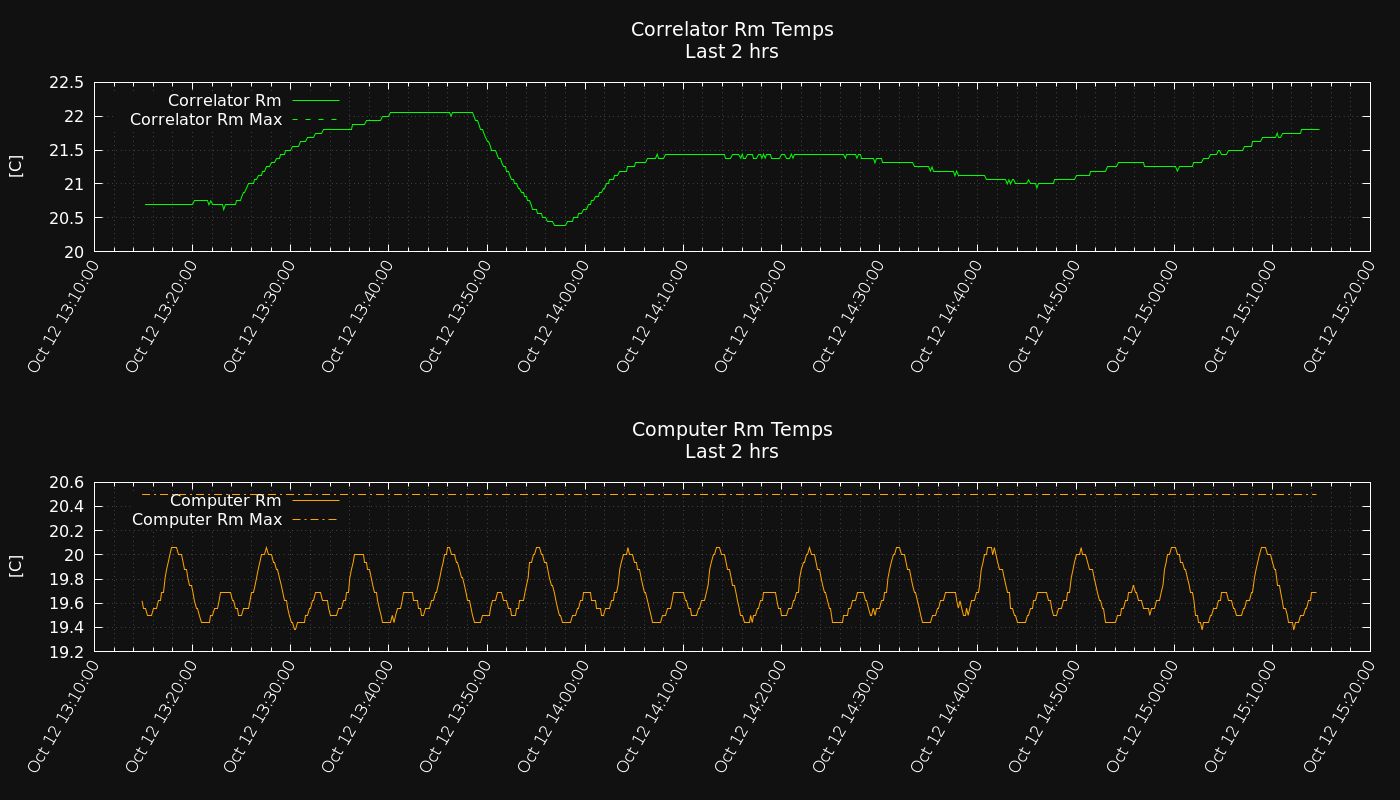 Correlator Rm Temps
Last 2 hrs
22.5
22
21.5
21
20.5
20
[C]
Correlator Rm
Correlator Rm Max
Oct 12 13:10:00
Oct 12 13:20:00
Oct 12 13:30:00
Oct 12 13:40:00
Oct 12 13:50:00
Oct 12 14:00:00
Oct 12 14:10:00
Oct 12 14:20:00
Oct 12 14:30:00
Oct 12 14:40:00
Oct 12 14:50:00
Oct 12 15:00:00
Oct 12 15:10:00
Oct 12 15:20:00
Computer Rm Temps
Last 2 hrs
20.6
20.4
20.2
20
19.8
19.6
19.4
19.2
[C]
Computer Rm
Computer Rm Max
Oct 12 13:10:00
Oct 12 13:20:00
Oct 12 13:30:00
Oct 12 13:40:00
Oct 12 13:50:00
Oct 12 14:00:00
Oct 12 14:10:00
Oct 12 14:20:00
Oct 12 14:30:00
Oct 12 14:40:00
Oct 12 14:50:00
Oct 12 15:00:00
Oct 12 15:10:00
Oct 12 15:20:00